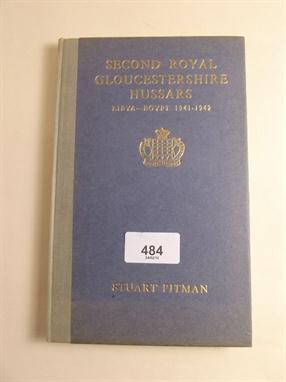 SECOND ROYAL
GLOUCESTERSHIRE
HUSSARS
LIBYA–EGYPT 1941-1942
484
STUART PITMAN